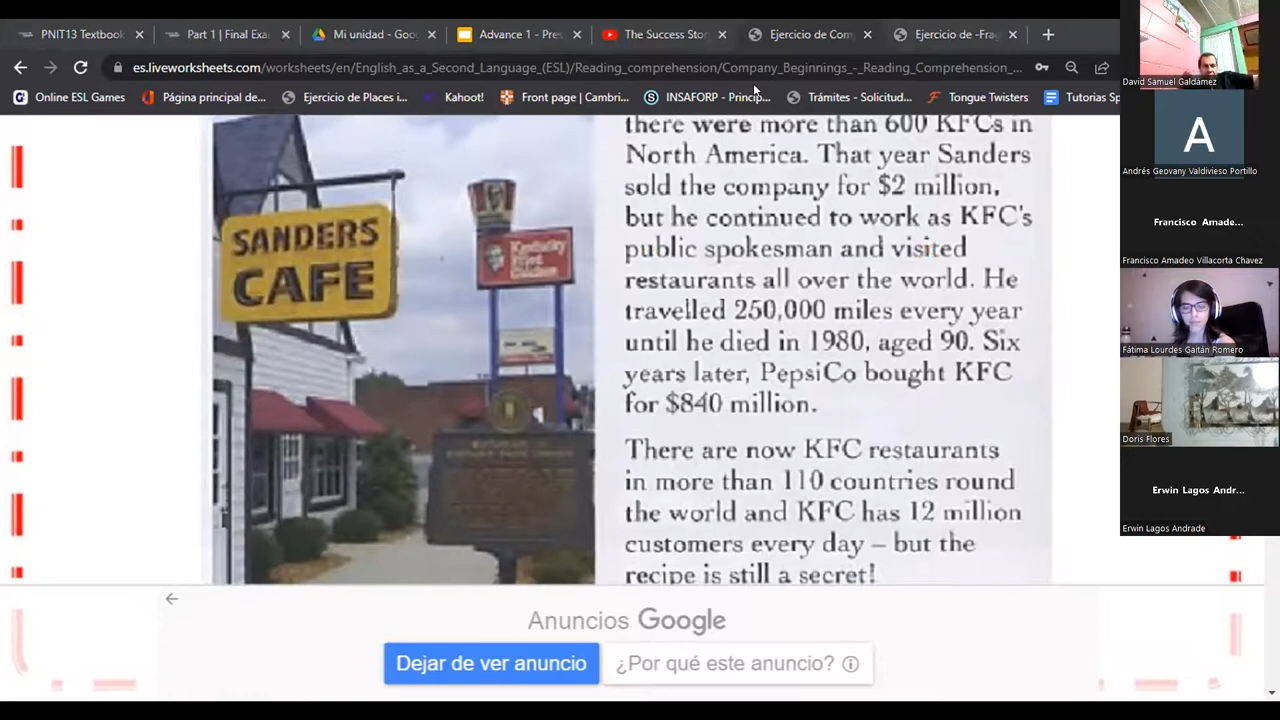 PNIT13 Textbook
Part 1 | Final Exa
Mi unidad - Goo
Advance 1 - Pre
The Success Stor
Ejercicio de Com
Ejercicio de -Frag
es.liveworksheets.com/worksheets/en/English_as_a_Second_Language_(ESL)/Reading_comprehension/Company_Beginnings_-_Reading_Comprehension_...
Online ESL Games
Página principal de...
Ejercicio de Places i...
Kahoot!
Front page | Cambri...
INSAFORP - Princip...
Trámites - Solicitud...
Tongue Twisters
Tutorias Sp
there were more than 600 KFCs in
North America. That year Sanders
sold the company for $2 million,
but he continued to work as KFC's
public spokesman and visited
restaurants all over the world. He
travelled 250,000 miles every year
until he died in 1980, aged 90. Six
years later, PepsiCo bought KFC
for $840 million.
There are now KFC restaurants
in more than 110 countries round
the world and KFC has 12 million
customers every day – but the
recipe is still a secret!
SANDERS
CAFE
Kentucky
Fried
Chicken
Anuncios Google
Dejar de ver anuncio
¿Por qué este anuncio?
David Samuel Galdámez
A
Andrés Geovany Valdivieso Portillo
Francisco Amade...
Francisco Amadeo Villacorta Chavez
Fátima Lourdes Gaitán Romero
Doris Flores
Erwin Lagos Andr...
Erwin Lagos Andrade